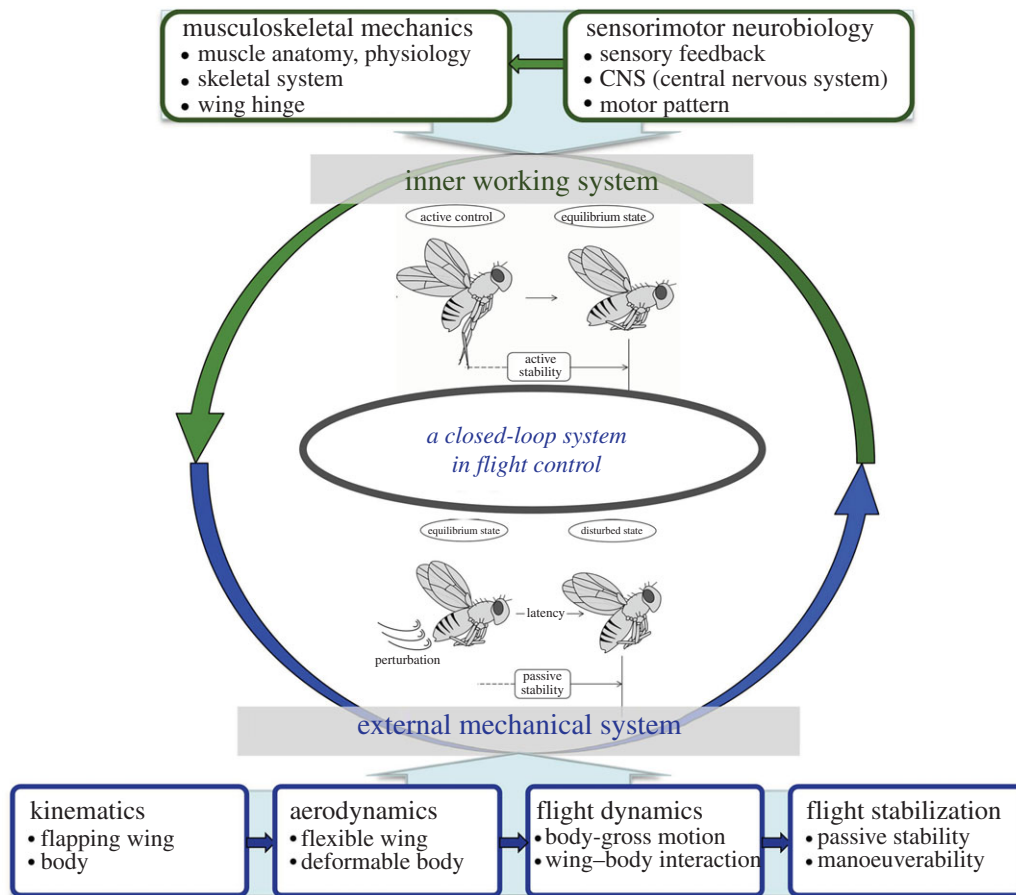 musculoskeletal mechanics
• muscle anatomy, physiology
• skeletal system
• wing hinge
sensorimotor neurobiology
• sensory feedback
• CNS (central nervous system)
• motor pattern
inner working system
active control
equilibrium state
active
stability
a closed-loop system
in flight control
equilibrium state
disturbed state
latency
perturbation
passive
stability
external mechanical system
kinematics
• flapping wing
• body
aerodynamics
• flexible wing
• deformable body
flight dynamics
• body-gross motion
• wing–body interaction
flight stabilization
• passive stability
• manoeuverability